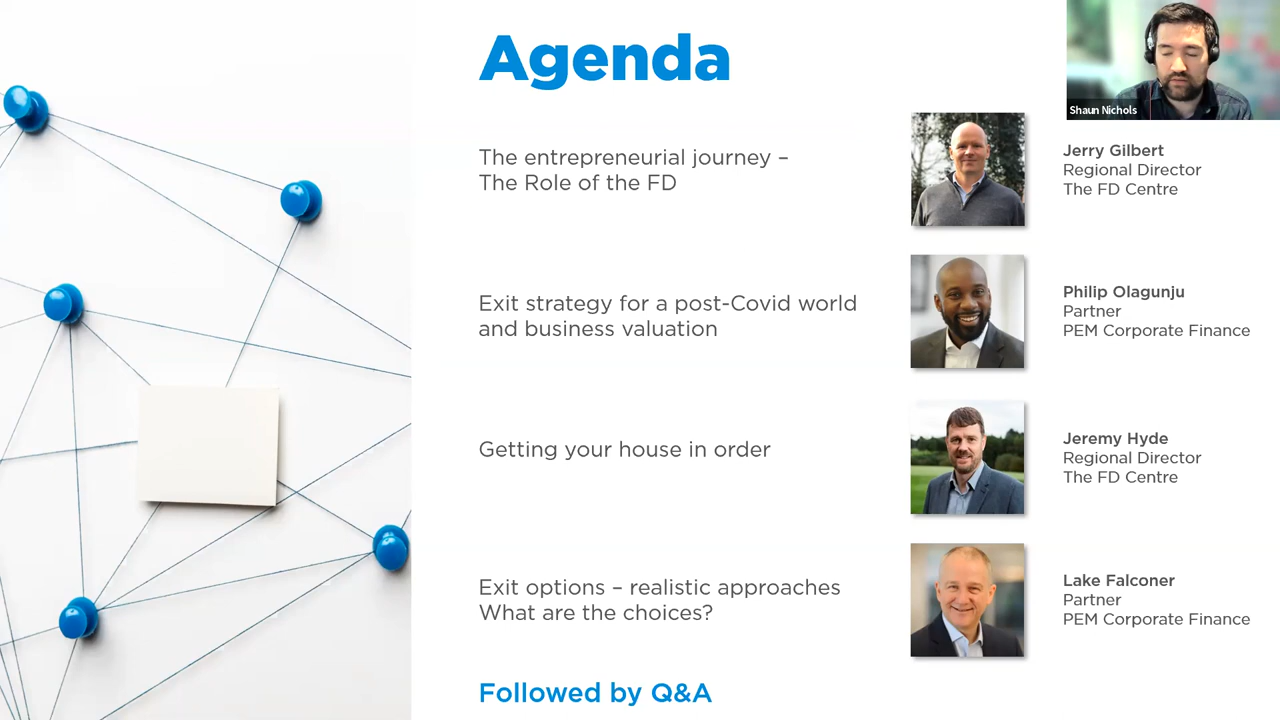 Agenda
Shaun Nichols
The entrepreneurial journey –
The Role of the FD
Jerry Gilbert
Regional Director
The FD Centre
Exit strategy for a post-Covid world
and business valuation
Philip Olagunju
Partner
PEM Corporate Finance
Getting your house in order
Jeremy Hyde
Regional Director
The FD Centre
Exit options – realistic approaches
What are the choices?
Lake Falconer
Partner
PEM Corporate Finance
Followed by Q&A